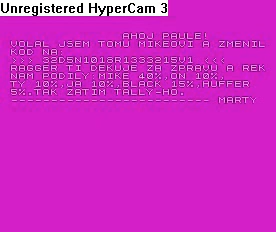 Unregistered HyperCam 3
AHOJ PAULE!
VOLAL JSEM TOMU MIKEOVI A ZMENIL
KOD NA:
>>> 32D5N1018R1333215V1 <<<
RAGGER TI DEKUJE ZA ZPRAVU A REK
NAM PODILY:MIKE 40%,ON 10%,
TY 10%,JA 10%,BLACK 15%,HUFFER
5%.TAK ZATIM TALLY-HO.
---------------------------- MARTY